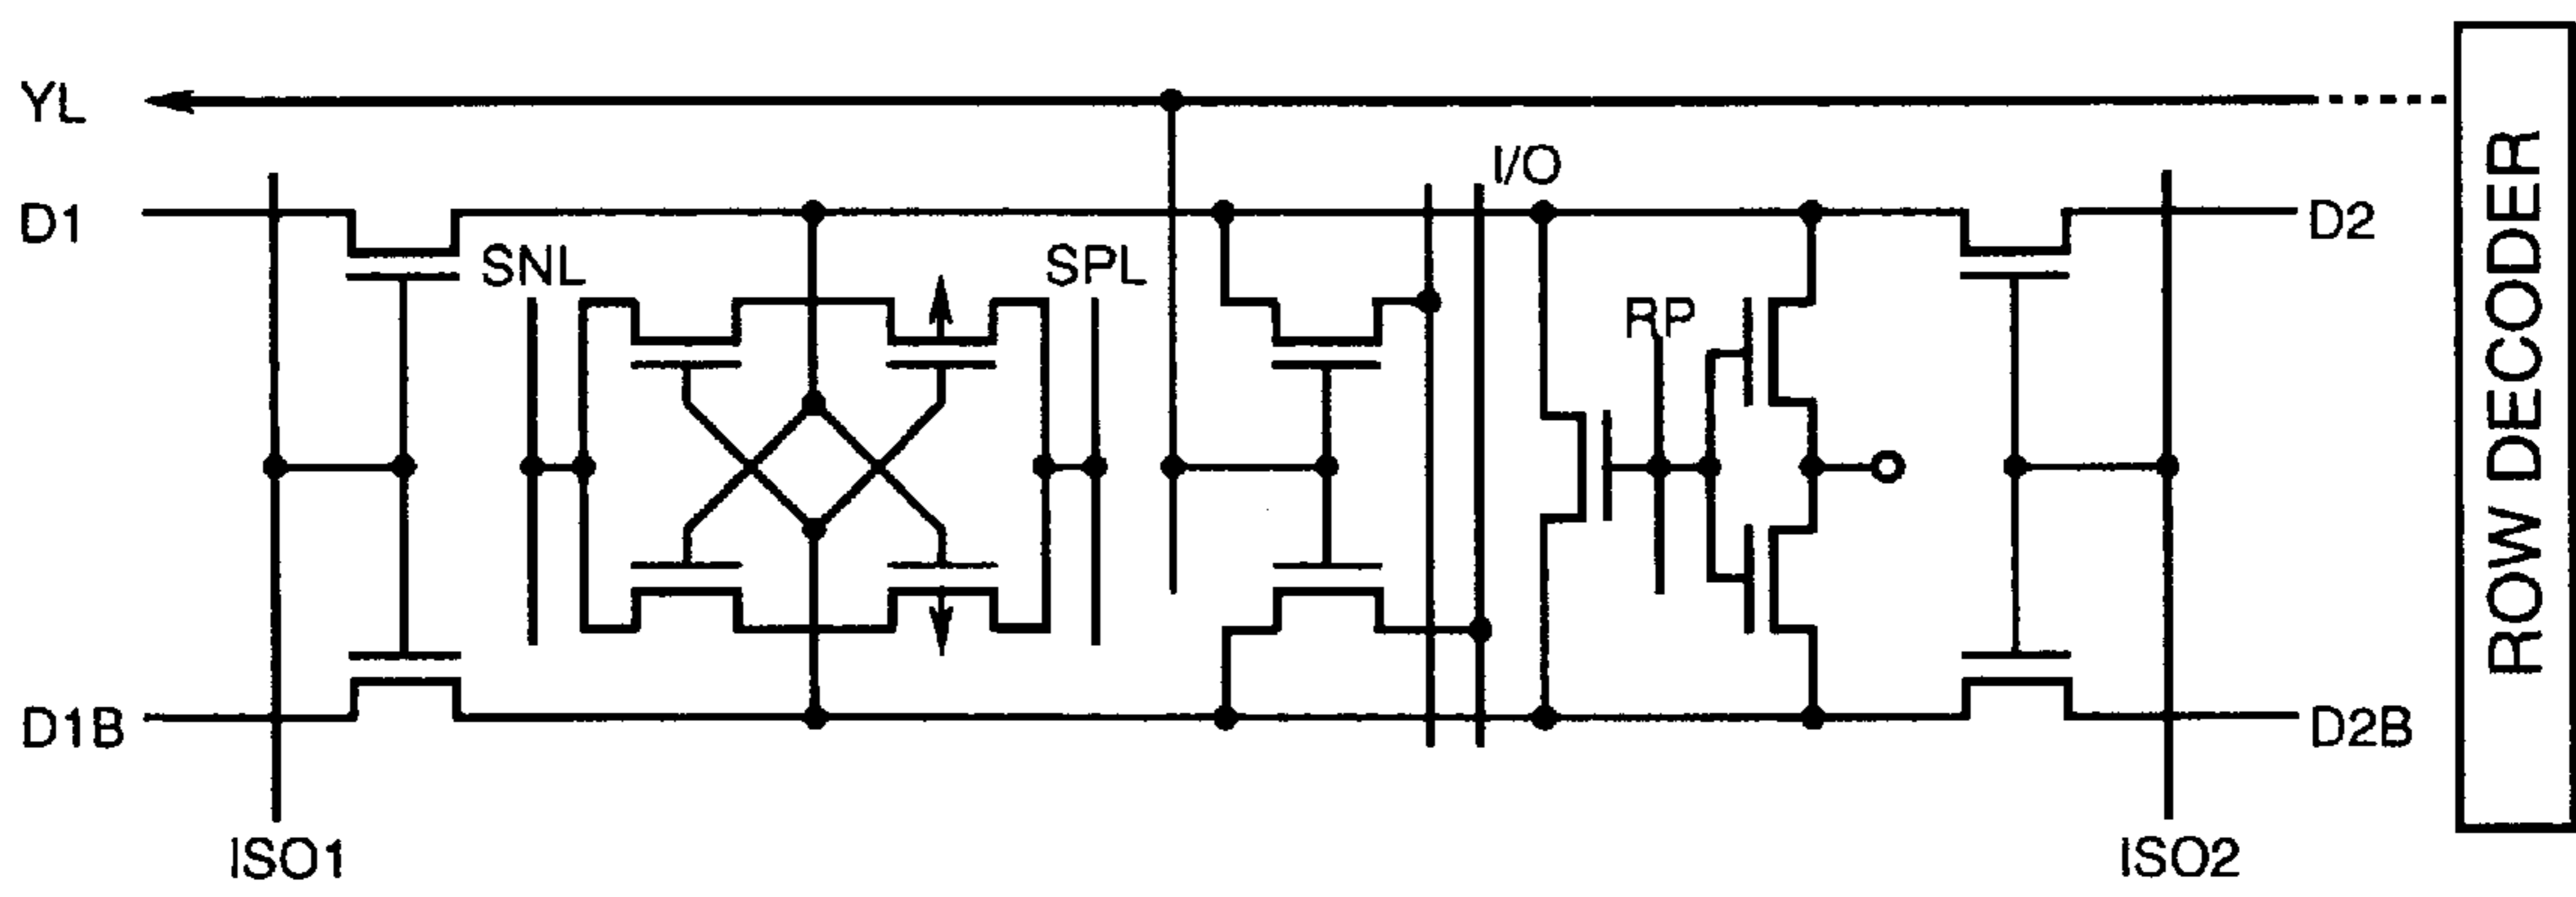 YL
I/O
D1
D2
SNL
SPL
RP
D1B
D2B
ISO1
ISO2
ROW DECODER